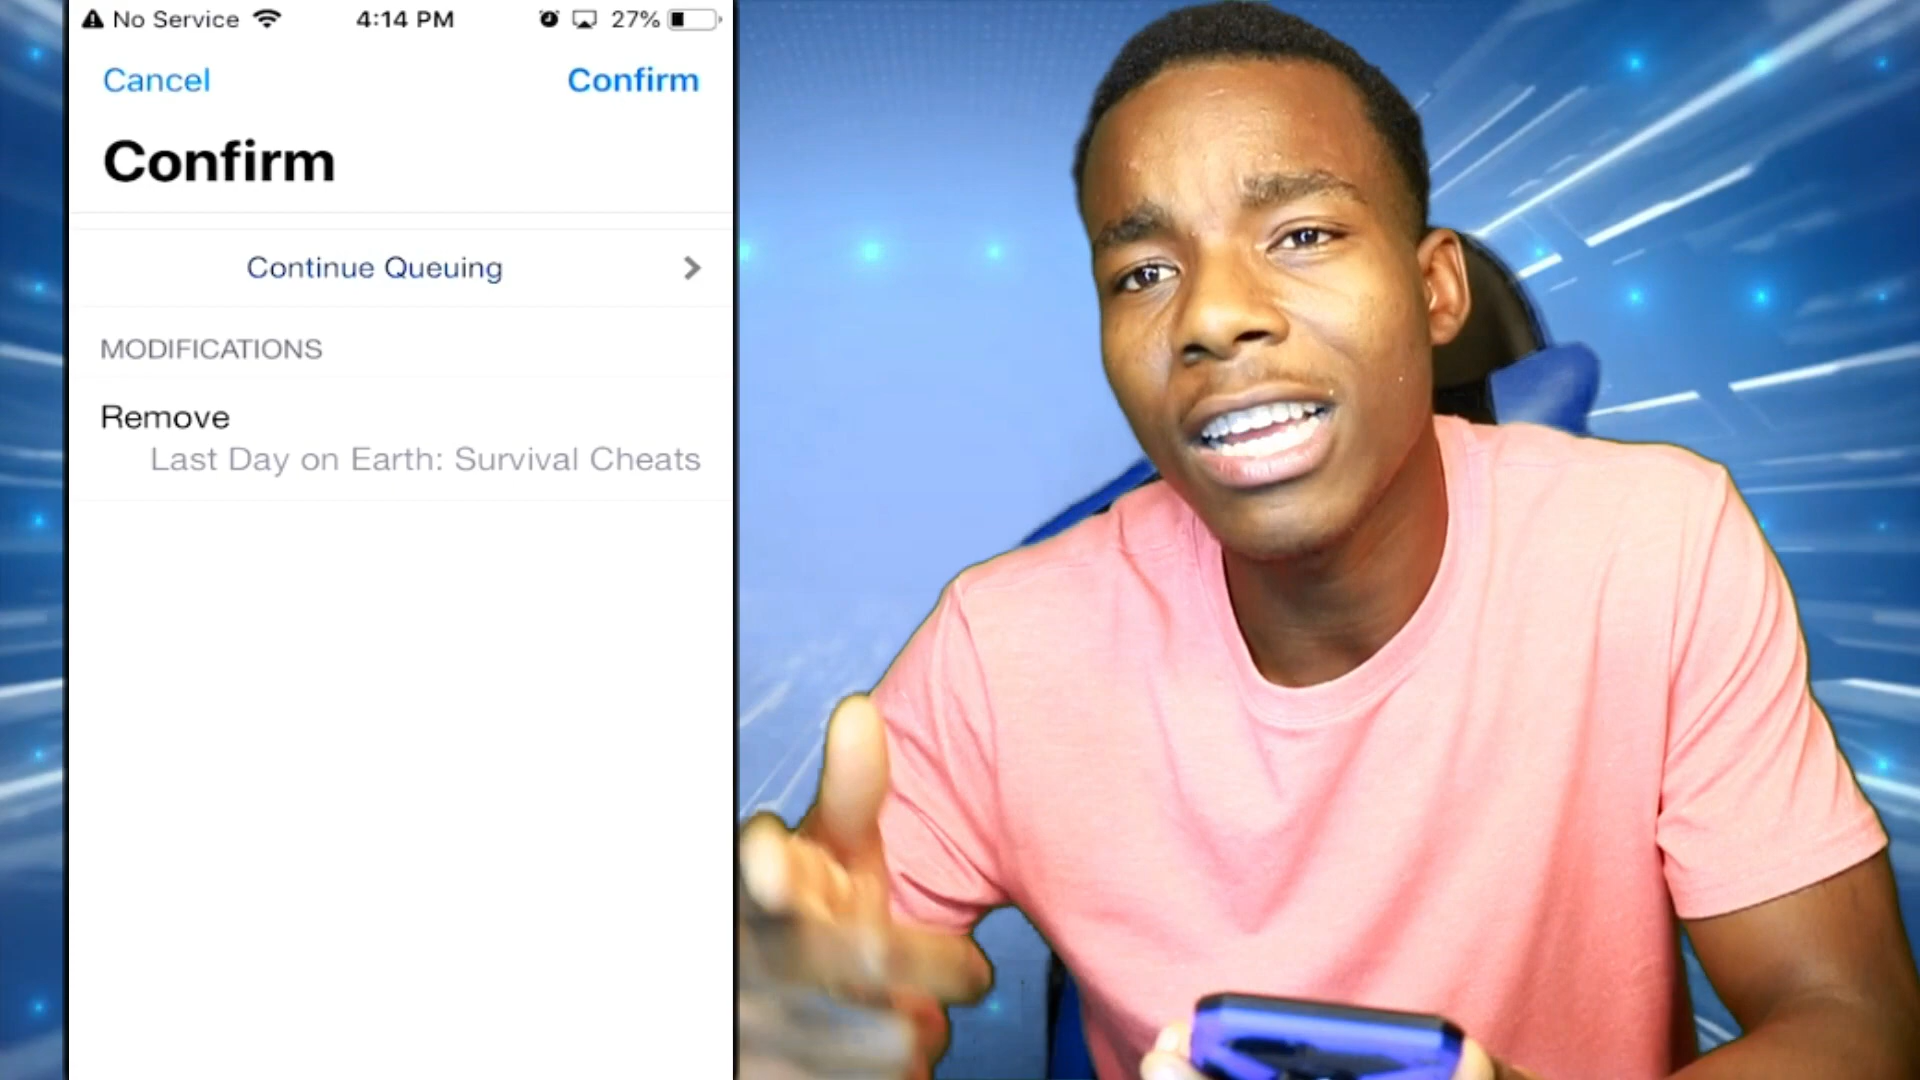 No Service 4:14 PM 27%
Cancel Confirm
Confirm
Continue Queuing
MODIFICATIONS
Remove
Last Day on Earth: Survival Cheats